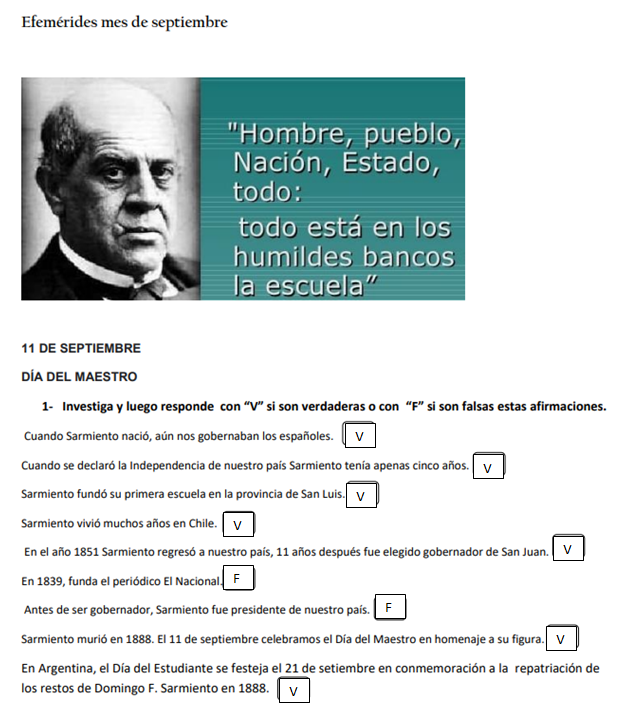 Efemérides mes de septiembre
"Hombre, pueblo,
Nación, Estado,
todo:
todo está en los
humildes bancos
la escuela”
11 DE SEPTIEMBRE
DÍA DEL MAESTRO
1- Investiga y luego responde con “V” si son verdaderas o con “F” si son falsas estas afirmaciones.
Cuando Sarmiento nació, aún nos gobernaban los españoles. V
Cuando se declaró la Independencia de nuestro país Sarmiento tenía apenas cinco años. V
Sarmiento fundó su primera escuela en la provincia de San Luis. V
Sarmiento vivió muchos años en Chile. V
En el año 1851 Sarmiento regresó a nuestro país, 11 años después fue elegido gobernador de San Juan. V
En 1839, funda el periódico El Nacional. F
Antes de ser gobernador, Sarmiento fue presidente de nuestro país. F
Sarmiento murió en 1888. El 11 de septiembre celebramos el Día del Maestro en homenaje a su figura. V
En Argentina, el Día del Estudiante se festeja el 21 de setiembre en conmemoración a la repatriación de
los restos de Domingo F. Sarmiento en 1888. V